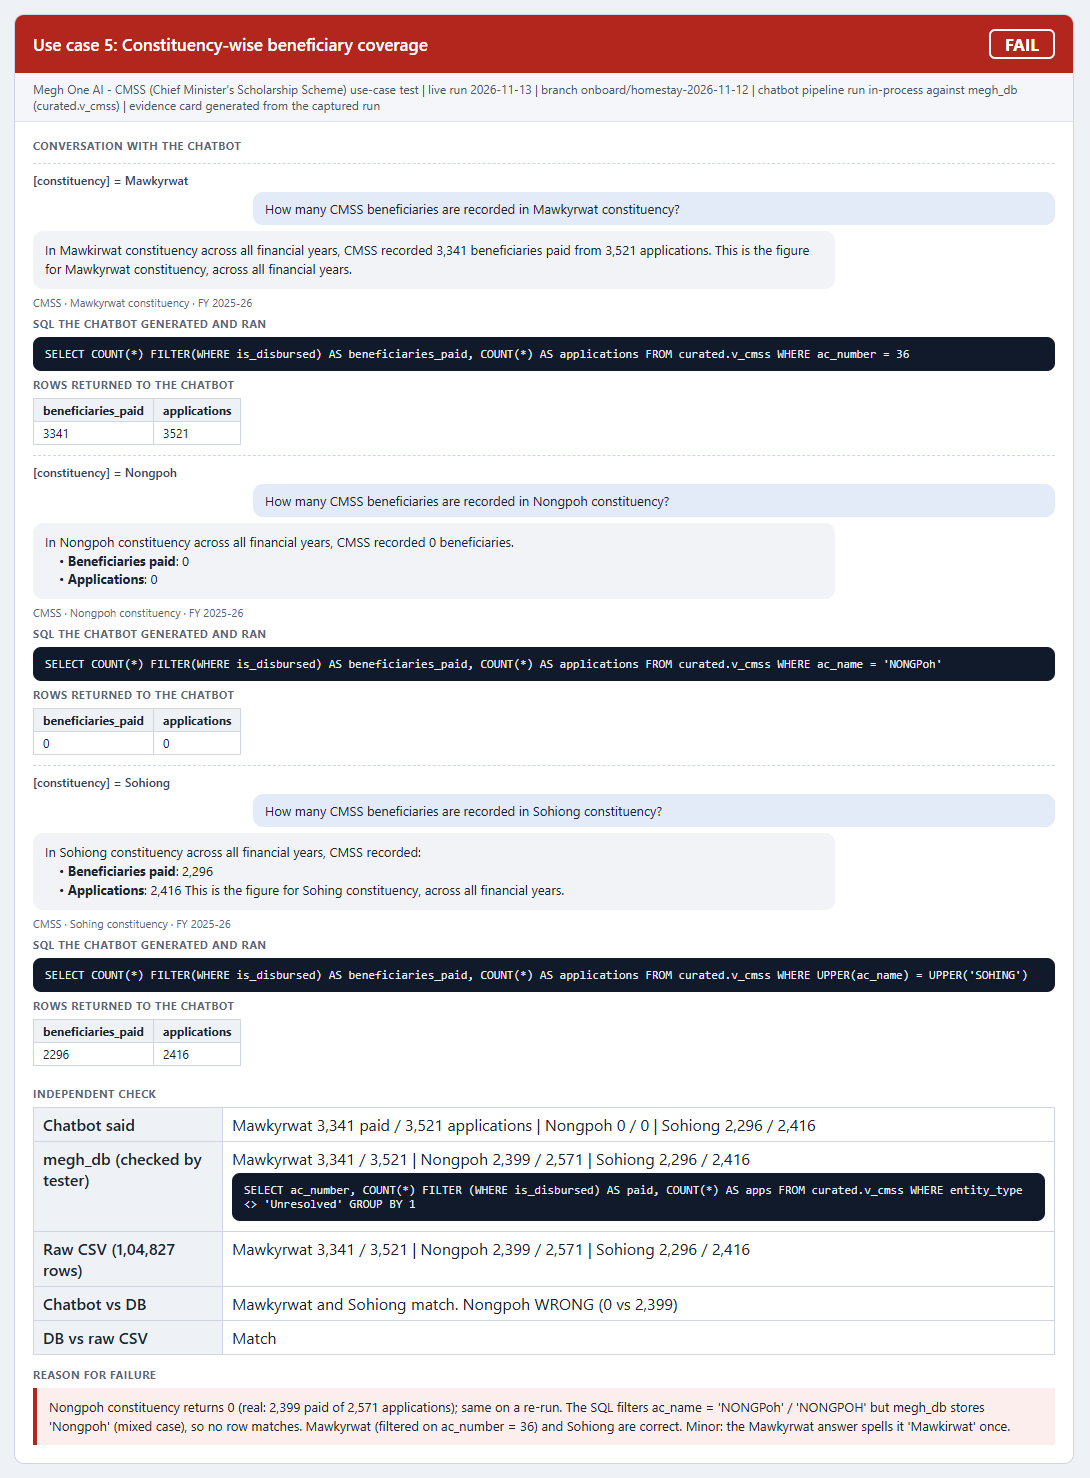 Use case 5: Constituency-wise beneficiary coverage
FAIL
Megh One AI - CMSS (Chief Minister's Scholarship Scheme) use-case test | live run 2026-11-13 | branch onboard/homestay-2026-11-12 | chatbot pipeline run in-process against megh_db
(curated.v_cmss) | evidence card generated from the captured run
CONVERSATION WITH THE CHATBOT
[constituency] = Mawkyrwat
How many CMSS beneficiaries are recorded in Mawkyrwat constituency?
In Mawkirwat constituency across all financial years, CMSS recorded 3,341 beneficiaries paid from 3,521 applications. This is the figure
for Mawkyrwat constituency, across all financial years.
CMSS · Mawkyrwat constituency · FY 2025-26
SQL THE CHATBOT GENERATED AND RAN
SELECT COUNT(*) FILTER(WHERE is_disbursed) AS beneficiaries_paid, COUNT(*) AS applications FROM curated.v_cmss WHERE ac_number = 36
ROWS RETURNED TO THE CHATBOT
beneficiaries_paid applications
3341 3521
[constituency] = Nongpoh
How many CMSS beneficiaries are recorded in Nongpoh constituency?
In Nongpoh constituency across all financial years, CMSS recorded 0 beneficiaries.
• Beneficiaries paid: 0
• Applications: 0
CMSS · Nongpoh constituency · FY 2025-26
SQL THE CHATBOT GENERATED AND RAN
SELECT COUNT(*) FILTER(WHERE is_disbursed) AS beneficiaries_paid, COUNT(*) AS applications FROM curated.v_cmss WHERE ac_name = 'NONGPoh'
ROWS RETURNED TO THE CHATBOT
beneficiaries_paid applications
0 0
[constituency] = Sohiong
How many CMSS beneficiaries are recorded in Sohiong constituency?
In Sohiong constituency across all financial years, CMSS recorded:
• Beneficiaries paid: 2,296
• Applications: 2,416 This is the figure for Sohing constituency, across all financial years.
CMSS · Sohing constituency · FY 2025-26
SQL THE CHATBOT GENERATED AND RAN
SELECT COUNT(*) FILTER(WHERE is_disbursed) AS beneficiaries_paid, COUNT(*) AS applications FROM curated.v_cmss WHERE UPPER(ac_name) = UPPER('SOHING')
ROWS RETURNED TO THE CHATBOT
beneficiaries_paid applications
2296 2416
INDEPENDENT CHECK
Chatbot said Mawkyrwat 3,341 paid / 3,521 applications | Nongpoh 0 / 0 | Sohiong 2,296 / 2,416
megh_db (checked by
tester)
Mawkyrwat 3,341 / 3,521 | Nongpoh 2,399 / 2,571 | Sohiong 2,296 / 2,416
SELECT ac_number, COUNT(*) FILTER (WHERE is_disbursed) AS paid, COUNT(*) AS apps FROM curated.v_cmss WHERE entity_type
<> 'Unresolved' GROUP BY 1
Raw CSV (1,04,827
rows)
Mawkyrwat 3,341 / 3,521 | Nongpoh 2,399 / 2,571 | Sohiong 2,296 / 2,416
Chatbot vs DB Mawkyrwat and Sohiong match. Nongpoh WRONG (0 vs 2,399)
DB vs raw CSV Match
REASON FOR FAILURE
Nongpoh constituency returns 0 (real: 2,399 paid of 2,571 applications); same on a re-run. The SQL filters ac_name = 'NONGPoh' / 'NONGPOH' but megh_db stores
'Nongpoh' (mixed case), so no row matches. Mawkyrwat (filtered on ac_number = 36) and Sohiong are correct. Minor: the Mawkyrwat answer spells it 'Mawkirwat' once.